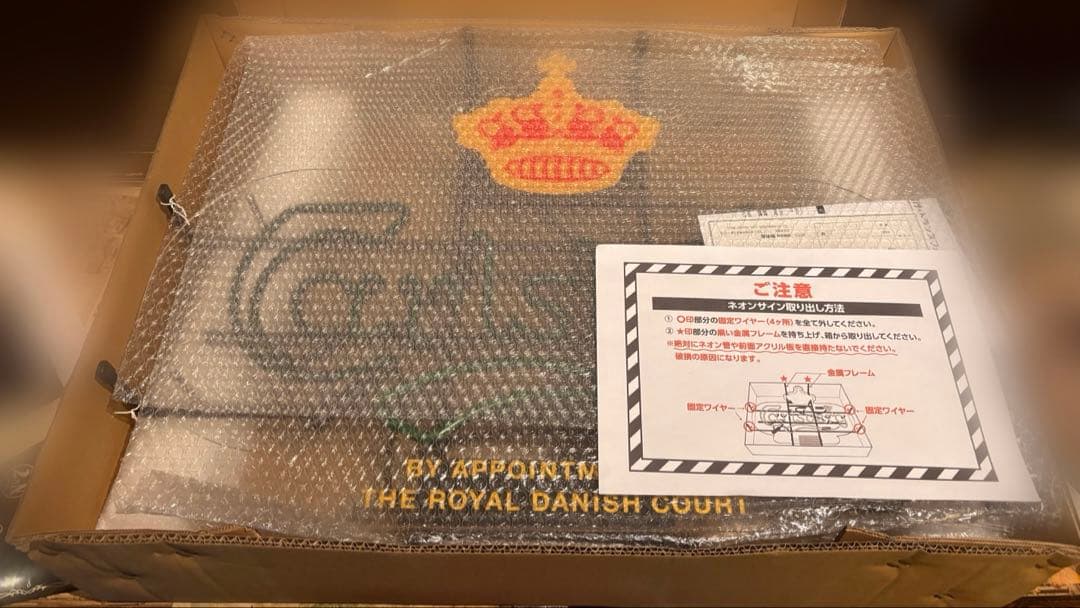 Carls
BY APPOINTM
THE ROYAL DANISH COURT
ご注意
ネオンサイン取り出し方法
① 〇印部分の固定ワイヤー(4ヶ所)を全て外してください。
② ★印部分の黒い金属フレームを持ち上げ、箱から取り出してください。
※絶対にネオン管や前面アクリル板を直接持たないでください。
破損の原因になります。
金属フレーム
固定ワイヤー
固定ワイヤー